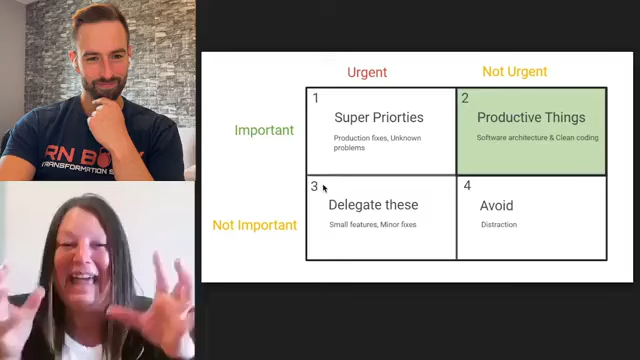 RN BO
TRANSFORMATION S
Urgent
Not Urgent
Important
1
Super Priorties
Production fixes, Unknown
problems
2
Productive Things
Software architecture & Clean coding
Not Important
3
Delegate these
Small features, Minor fixes
4
Avoid
Distraction